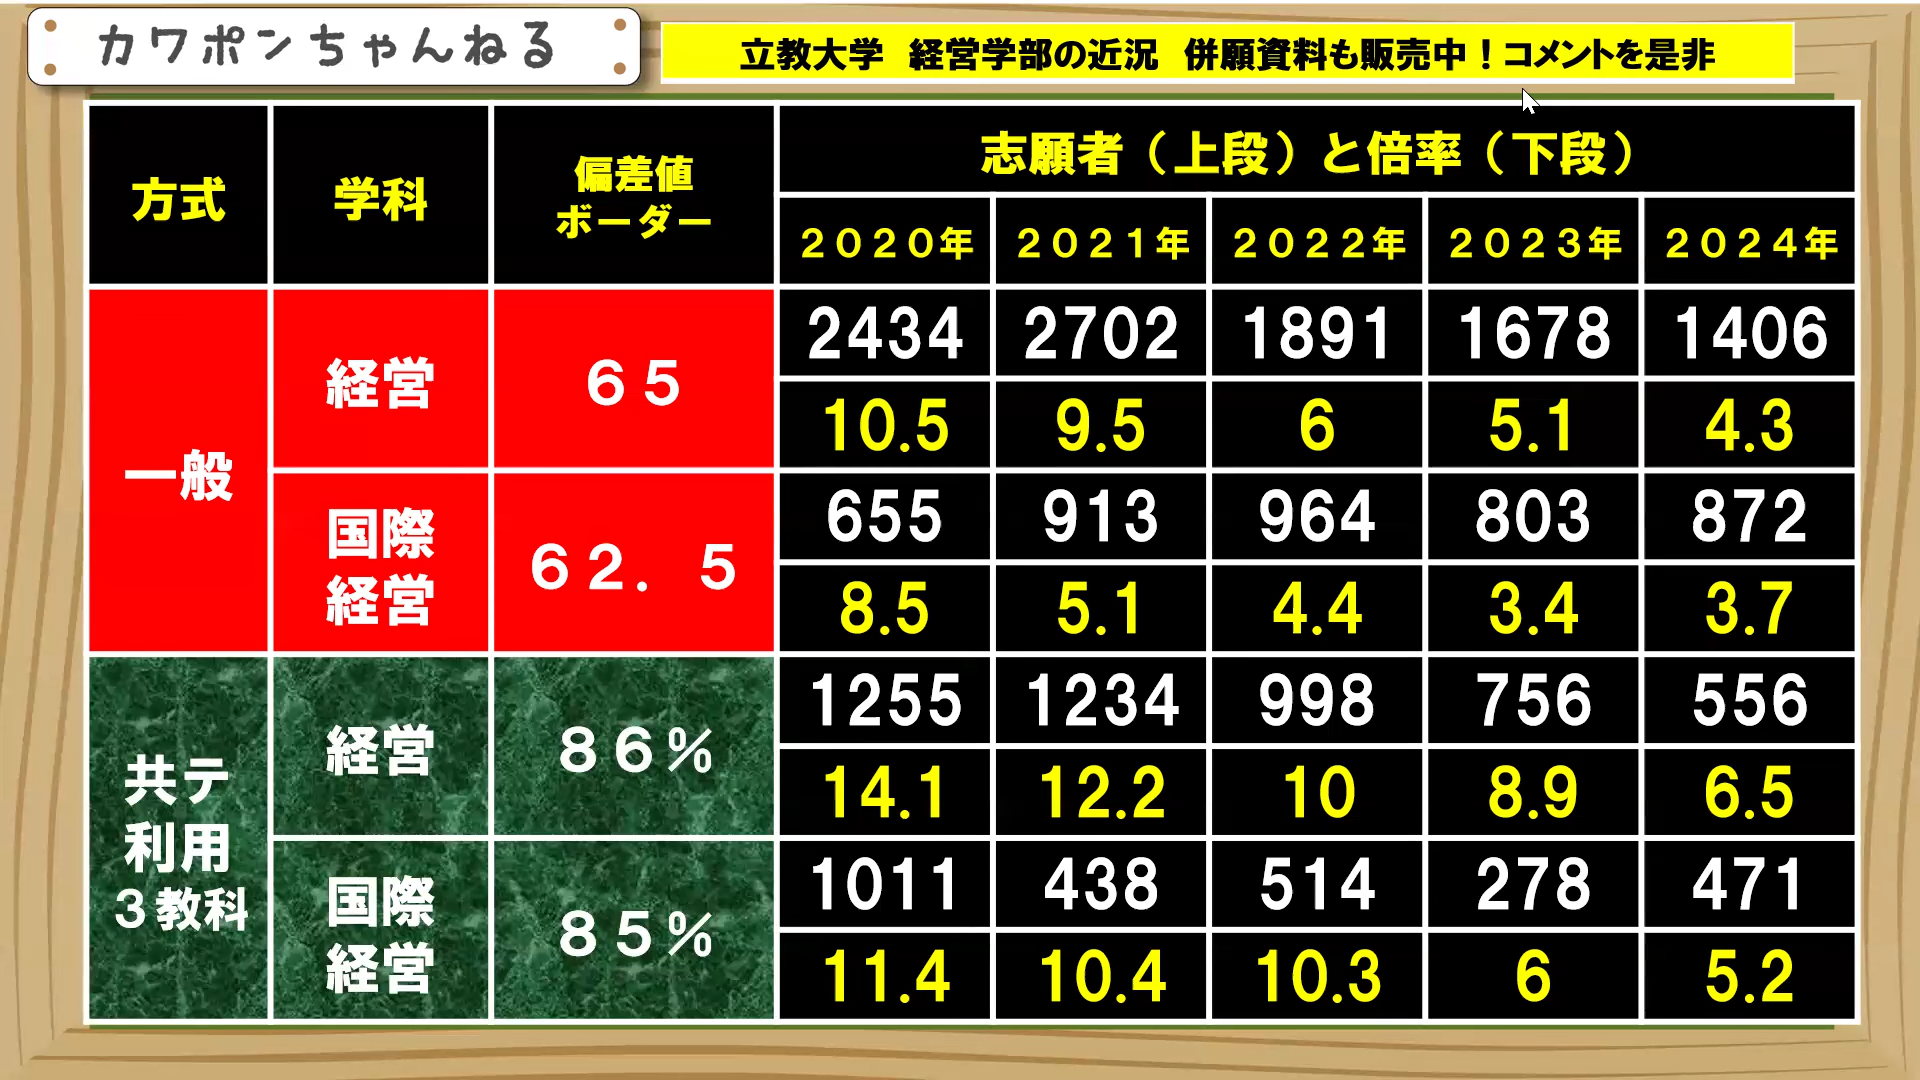 カワポンちゃんねる
立教大学　経営学部の近況　併願資料も販売中！コメントを是非
方式
学科
偏差値
ボーダー
志願者（上段）と倍率（下段）
２０２０年
２０２１年
２０２２年
２０２３年
２０２４年
一般
経営
６５
2434
2702
1891
1678
1406
10.5
9.5
6
5.1
4.3
国際
経営
６２．５
655
913
964
803
872
8.5
5.1
4.4
3.4
3.7
共テ
利用
３教科
経営
８６％
1255
1234
998
756
556
14.1
12.2
10
8.9
6.5
国際
経営
８５％
1011
438
514
278
471
11.4
10.4
10.3
6
5.2